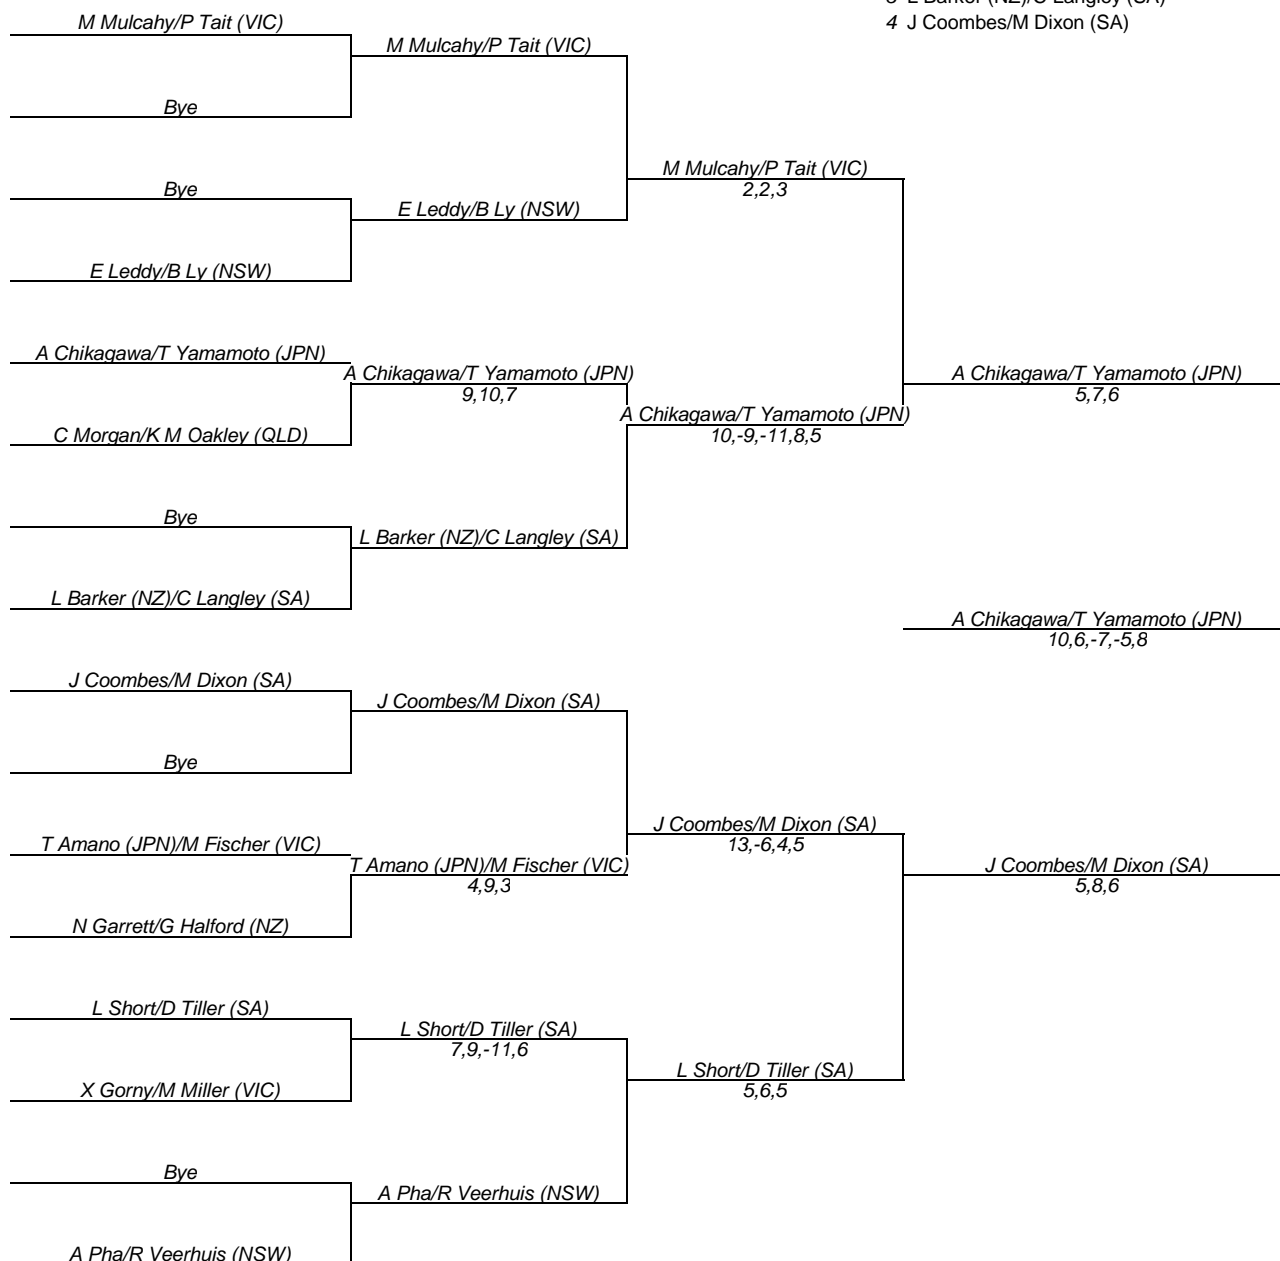 3 L Barker (NZ)/C Langley (SA)
M Mulcahy/P Tait (VIC)
4 J Coombes/M Dixon (SA)
M Mulcahy/P Tait (VIC)
Bye
M Mulcahy/P Tait (VIC)
2,2,3
Bye
E Leddy/B Ly (NSW)
E Leddy/B Ly (NSW)
A Chikagawa/T Yamamoto (JPN)
A Chikagawa/T Yamamoto (JPN)
9,10,7
A Chikagawa/T Yamamoto (JPN)
5,7,6
A Chikagawa/T Yamamoto (JPN)
10,-9,-11,8,5
C Morgan/K M Oakley (QLD)
Bye
L Barker (NZ)/C Langley (SA)
L Barker (NZ)/C Langley (SA)
A Chikagawa/T Yamamoto (JPN)
10,6,-7,-5,8
J Coombes/M Dixon (SA)
J Coombes/M Dixon (SA)
Bye
J Coombes/M Dixon (SA)
13,-6,4,5
T Amano (JPN)/M Fischer (VIC)
T Amano (JPN)/M Fischer (VIC)
4,9,3
J Coombes/M Dixon (SA)
5,8,6
N Garrett/G Halford (NZ)
L Short/D Tiller (SA)
L Short/D Tiller (SA)
7,9,-11,6
L Short/D Tiller (SA)
5,6,5
X Gorny/M Miller (VIC)
Bye
A Pha/R Veerhuis (NSW)
A Pha/R Veerhuis (NSW)